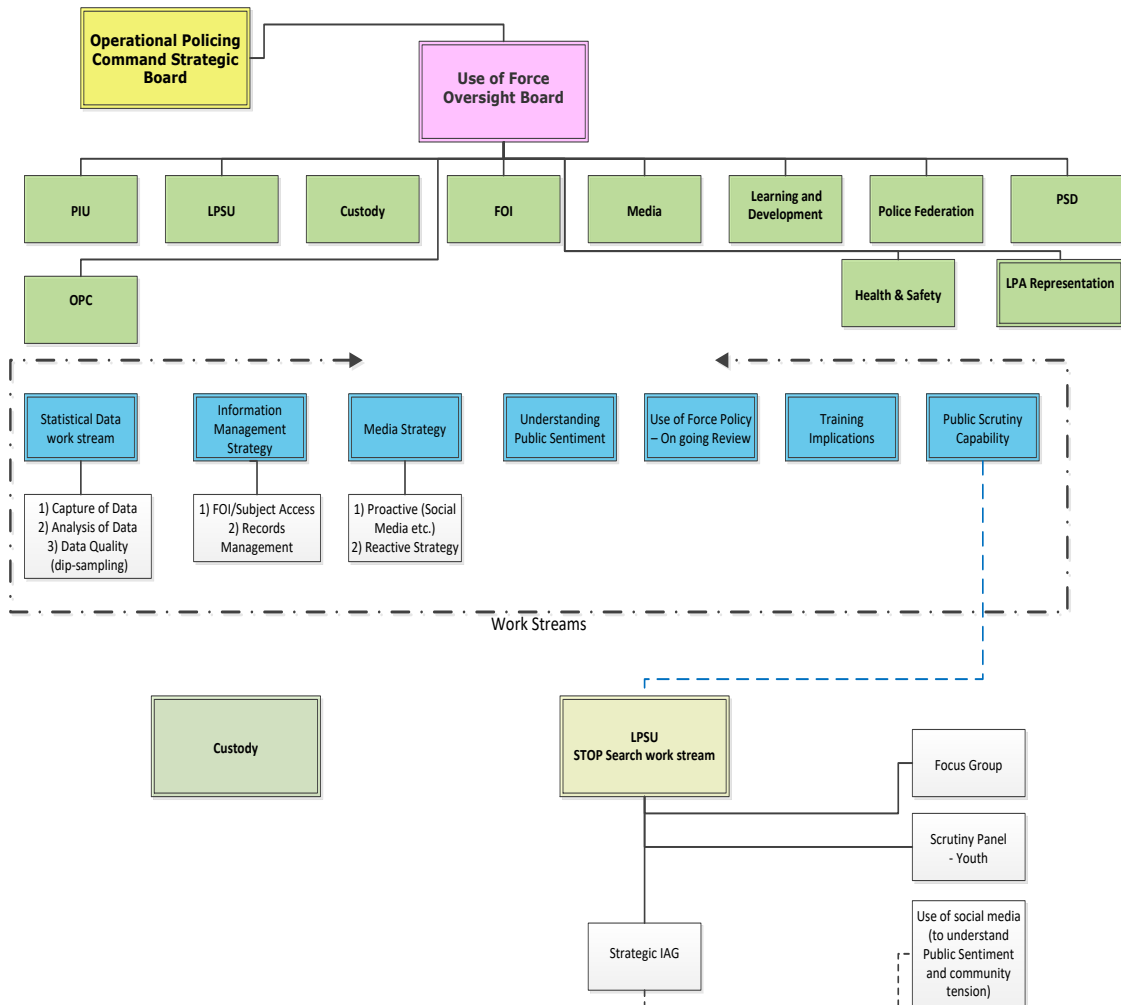 Operational Policing
Command Strategic
Board
Use of Force
Oversight Board
PIU
LPSU
Custody
FOI
Media
Learning and
Development
Police Federation
PSD
OPC
Health & Safety
LPA Representation
Statistical Data
work stream
Information
Management
Strategy
Media Strategy
Understanding
Public Sentiment
Use of Force Policy
– On going Review
Training
Implications
Public Scrutiny
Capability
1) Capture of Data
2) Analysis of Data
3) Data Quality
(dip-sampling)
1) FOI/Subject Access
2) Records
Management
1) Proactive (Social
Media etc.)
2) Reactive Strategy
Work Streams
Custody
LPSU
STOP Search work stream
Focus Group
Scrutiny Panel
- Youth
Strategic IAG
Use of social media
(to understand
Public Sentiment
and community
tension)